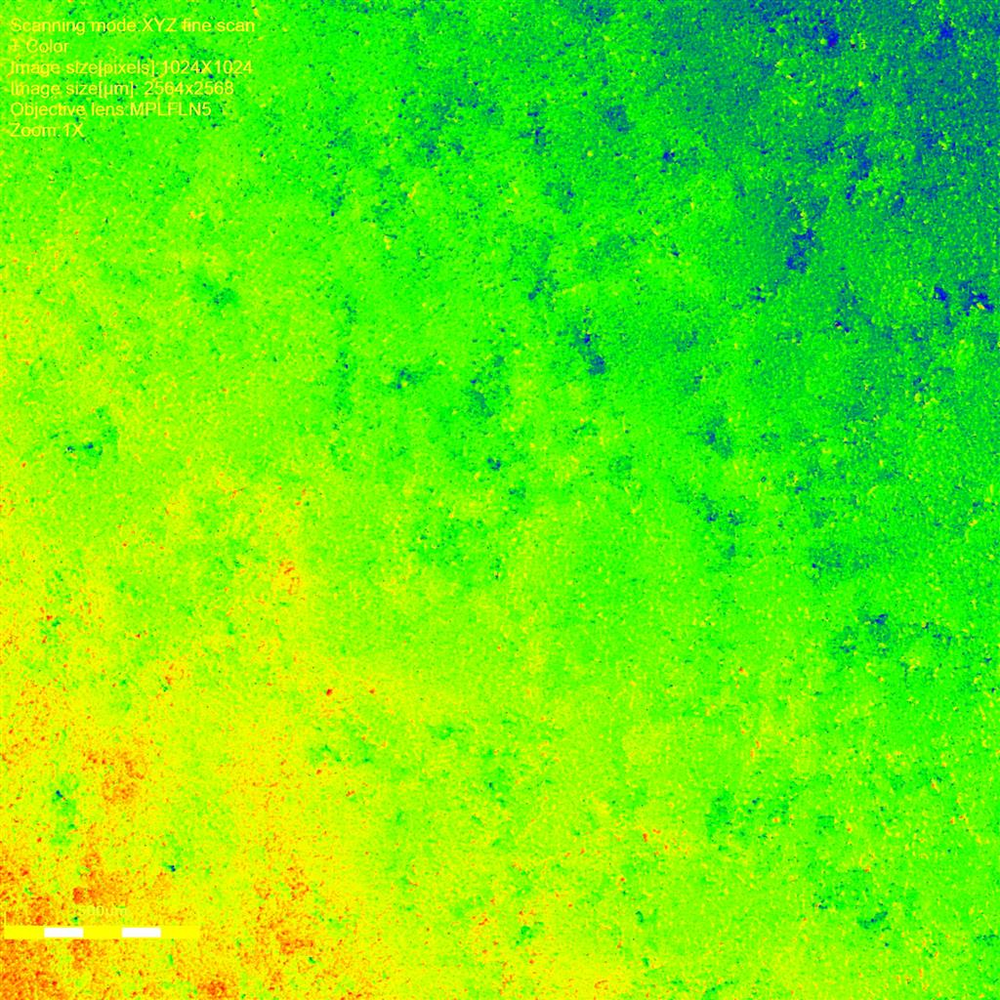 Scanning mode:XYZ fine scan
+ Color
Image size[pixels]:1024X1024
Image size[µm]: 2564x2568
Objective lens:MPLFLN5
Zoom:1X